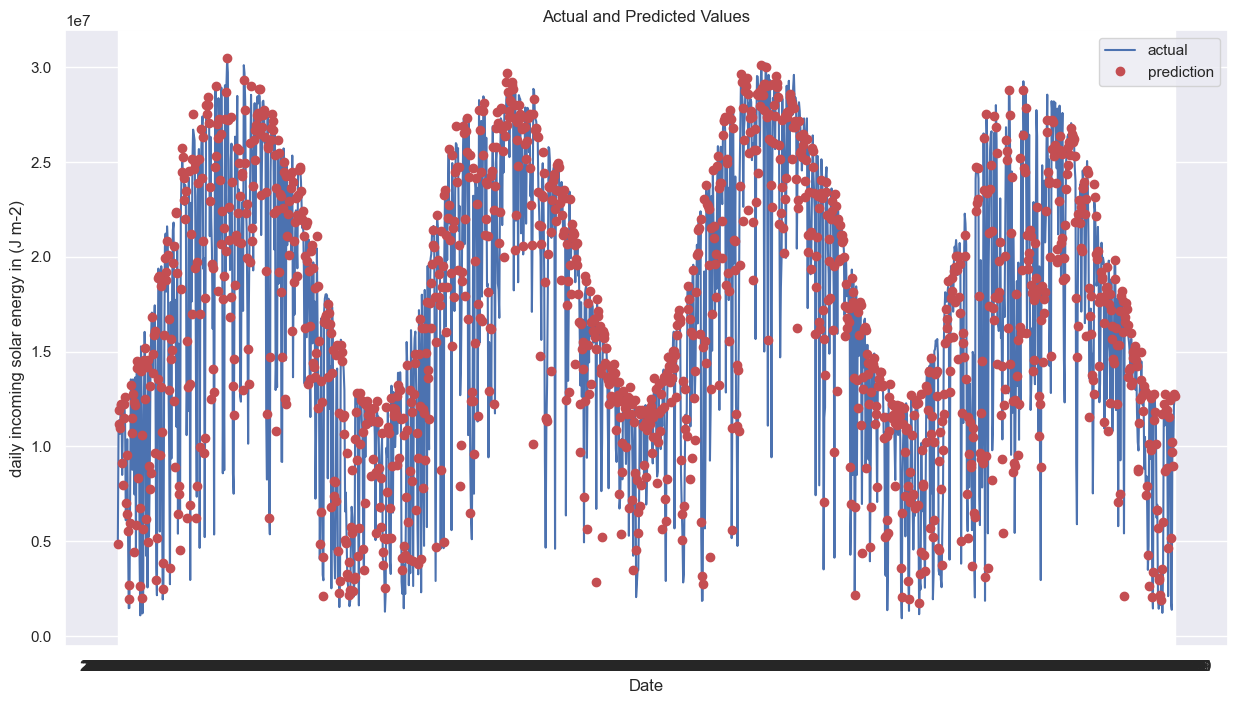 Actual and Predicted Values
1e7
actual
prediction
3.0
2.5
2.0
1.5
1.0
0.5
0.0
daily incoming solar energy in (J m-2)
Date